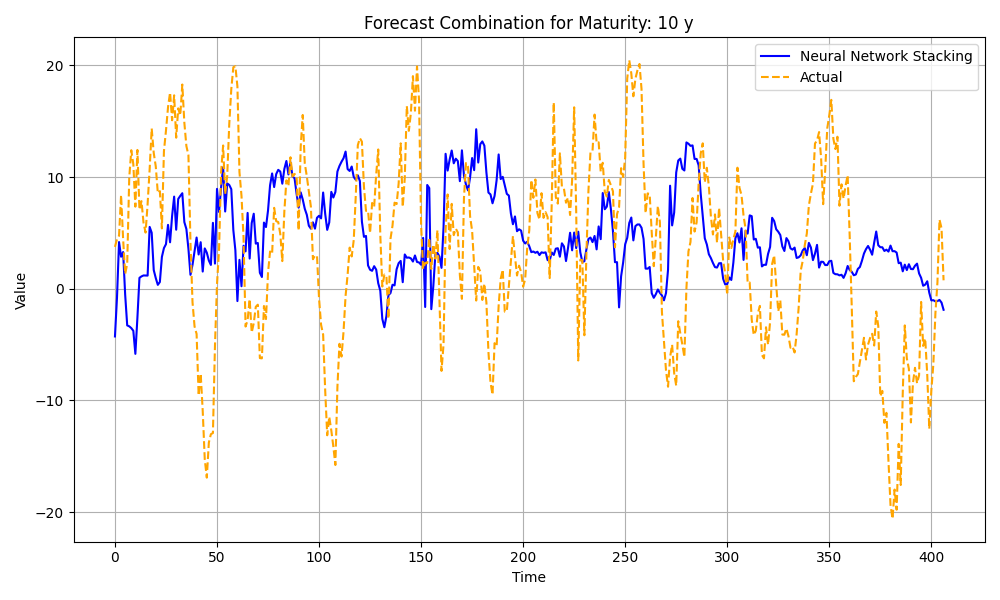 Forecast Combination for Maturity: 10 y
Neural Network Stacking
Actual
Value
20
10
0
−10
−20
0 50 100 150 200 250 300 350 400
Time